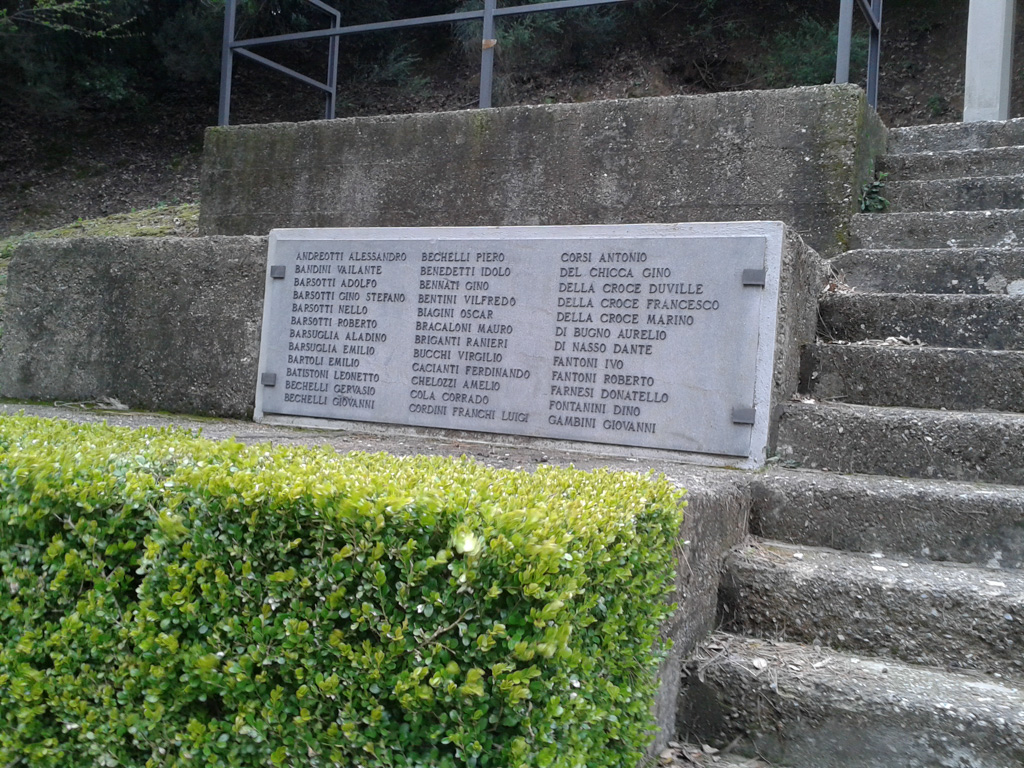 ANDREOTTI ALESSANDRO
BANDINI VAILANTE
BARSOTTI ADOLFO
BARSOTTI GINO STEFANO
BARSOTTI NELLO
BARSOTTI ROBERTO
BARSUGLIA ALADINO
BARSUGLIA EMILIO
BARTOLI EMILIO
BATISTONI LEONETTO
BECHELLI GERVASIO
BECHELLI GIOVANNI
BECHELLI PIERO
BENEDETTI IDOLO
BENNATI GINO
BENTINI VILFREDO
BIAGINI OSCAR
BRACALONI MAURO
BRIGANTI RANIERI
BUCCHI VIRGILIO
CACIANTI FERDINANDO
CHELOZZI AMELIO
COLA CORRADO
CORDINI FRANCHI LUIGI
CORSI ANTONIO
DEL CHICCA GINO
DELLA CROCE DUVILLE
DELLA CROCE FRANCESCO
DELLA CROCE MARINO
DI BUGNO AURELIO
DI NASSO DANTE
FANTONI IVO
FANTONI ROBERTO
FARNESI DONATELLO
FONTANINI DINO
GAMBINI GIOVANNI